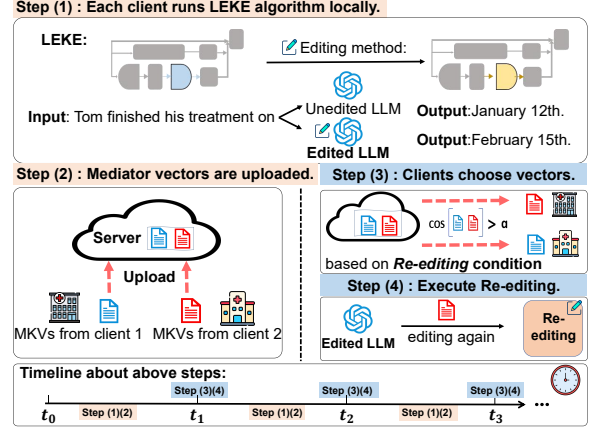 Step (1) : Each client runs LEKE algorithm locally.
LEKE:
Editing method:
Input: Tom finished his treatment on
Unedited LLM
Edited LLM
Output:January 12th.
Output:February 15th.
Step (2) : Mediator vectors are uploaded.
Server
Upload
MKVs from client 1
MKVs from client 2
Step (3) : Clients choose vectors.
cos[ ] > α
based on Re-editing condition
Step (4) : Execute Re-editing.
Edited LLM
editing again
Re-
editing
Timeline about above steps:
Step (3)(4) Step (3)(4) Step (3)(4)
t₀ Step (1)(2) t₁ Step (1)(2) t₂ Step (1)(2) t₃ ...